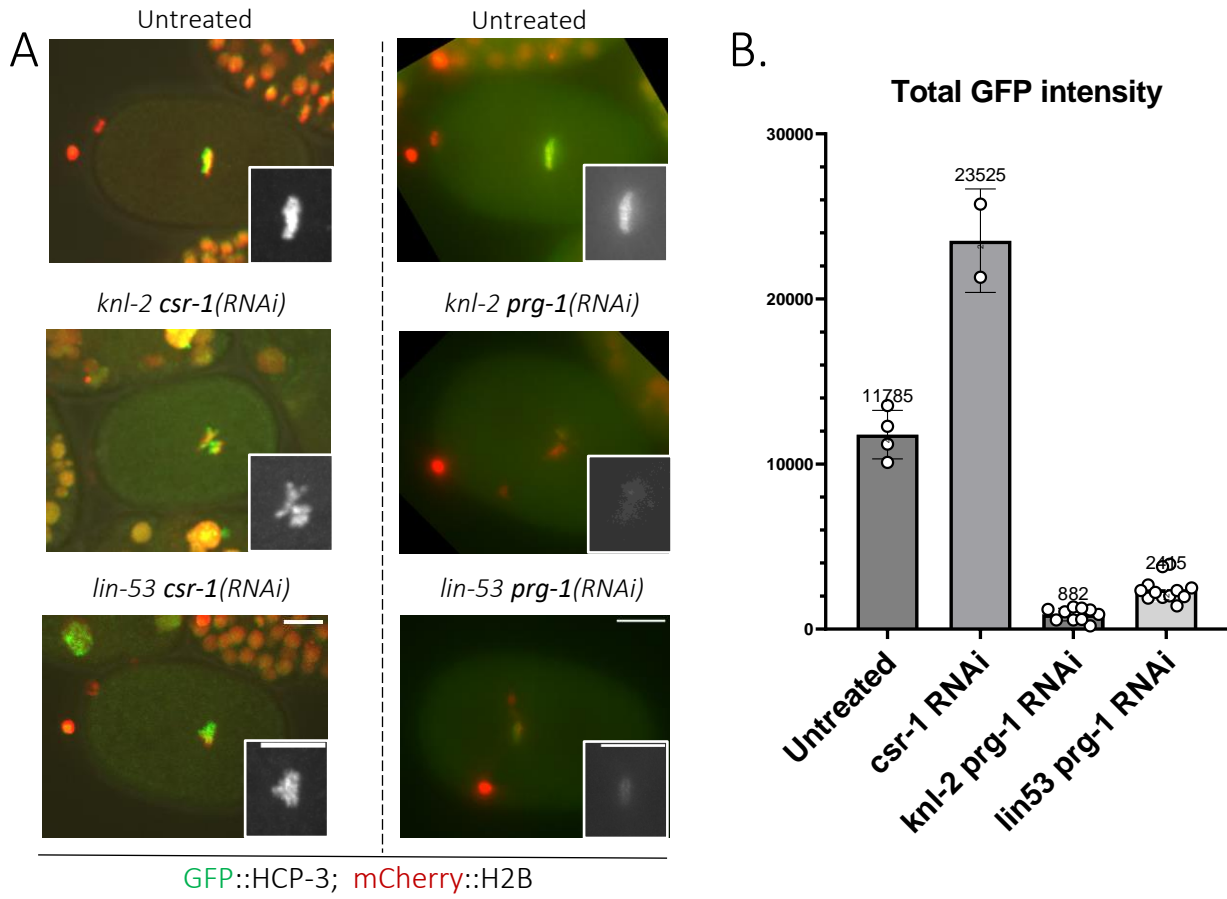 A
Untreated
Untreated
knl-2 csr-1(RNAi)
knl-2 prg-1(RNAi)
lin-53 csr-1(RNAi)
lin-53 prg-1(RNAi)
GFP::HCP-3; mCherry::H2B
B.
Total GFP intensity
30000
20000
10000
0
11785
23525
882
2415
Untreated
csr-1 RNAi
knl-2 prg-1 RNAi
lin53 prg-1 RNAi